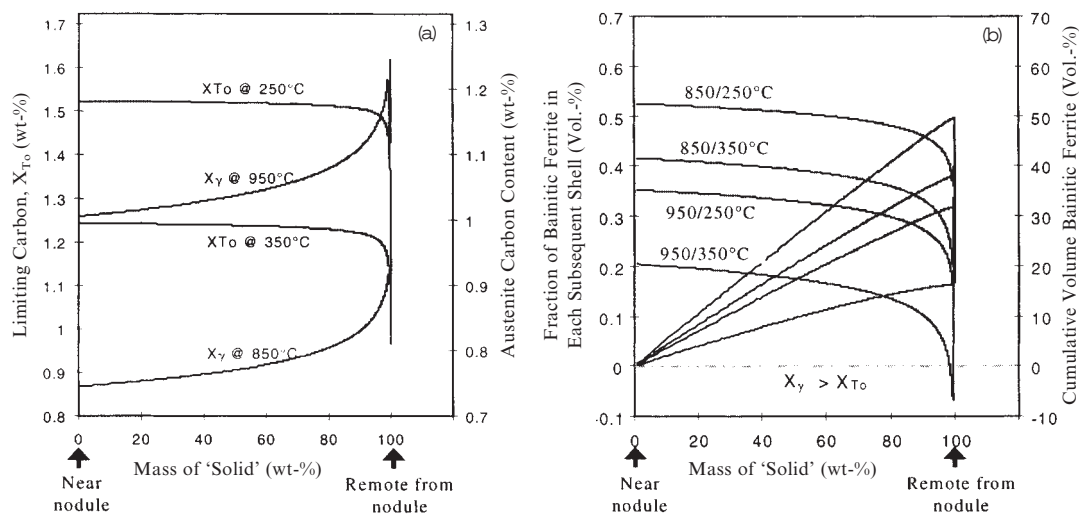 (a)
1.7
1.6
1.5
1.4
1.3
1.2
1.1
1
0.9
0.8
Limiting Carbon, XTo (wt-%)
XTo @ 250°C
Xγ @ 950°C
XTo @ 350°C
Xγ @ 850°C
1.3
1.2
1.1
1
0.9
0.8
0.7
Austenite Carbon Content (wt-%)
0 20 40 60 80 100
Mass of ‘Solid’ (wt-%)
Near
nodule
Remote from
nodule
(b)
0.7
0.6
0.5
0.4
0.3
0.2
0.1
0
-0.1
Fraction of Bainitic Ferrite in
Each Subsequent Shell (Vol.-%)
850/250°C
850/350°C
950/250°C
950/350°C
Xγ > XTo
70
60
50
40
30
20
10
0
-10
Cumulative Volume Bainitic Ferrite (Vol.-%)
0 20 40 60 80 100
Mass of ‘Solid’ (wt-%)
Near
nodule
Remote from
nodule